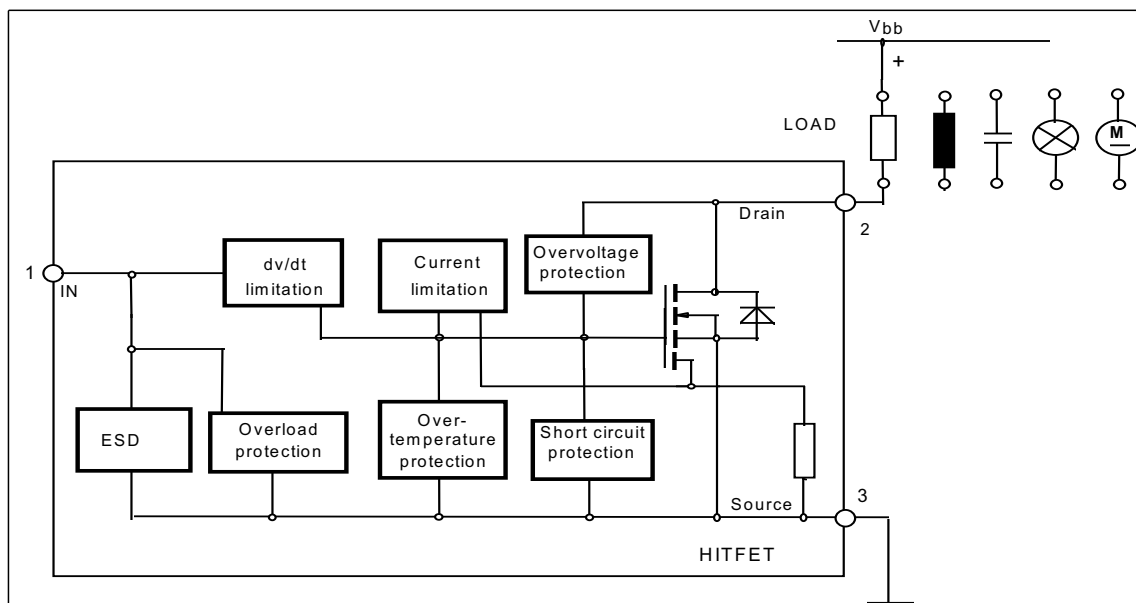 Vbb
+
LOAD
M
Drain
2
1
IN
dv/dt
limitation
Current
limitation
Overvoltage
protection
ESD
Overload
protection
Over-
temperature
protection
Short circuit
protection
Source
3
HITFET